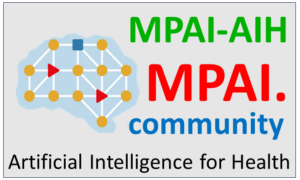 MPAI-AIH
MPAI.
community
Artificial Intelligence for Health